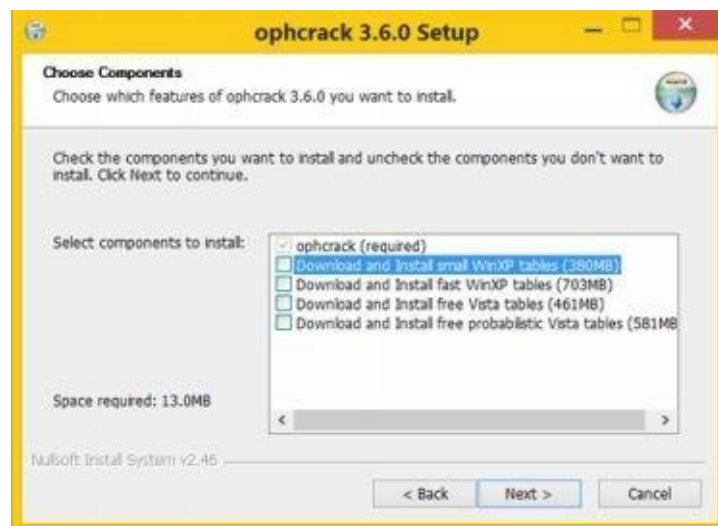 ophcrack 3.6.0 Setup
Choose Components
Choose which features of ophcrack 3.6.0 you want to install.
Check the components you want to install and uncheck the components you don't want to
install. Click Next to continue.
Select components to install:
ophcrack (required)
Download and Install small WinXP tables (380MB)
Download and Install fast WinXP tables (703MB)
Download and Install free Vista tables (461MB)
Download and Install free probabilistic Vista tables (581MB
Space required: 13.0MB
Nullsoft Install System v2.46
< Back
Next >
Cancel